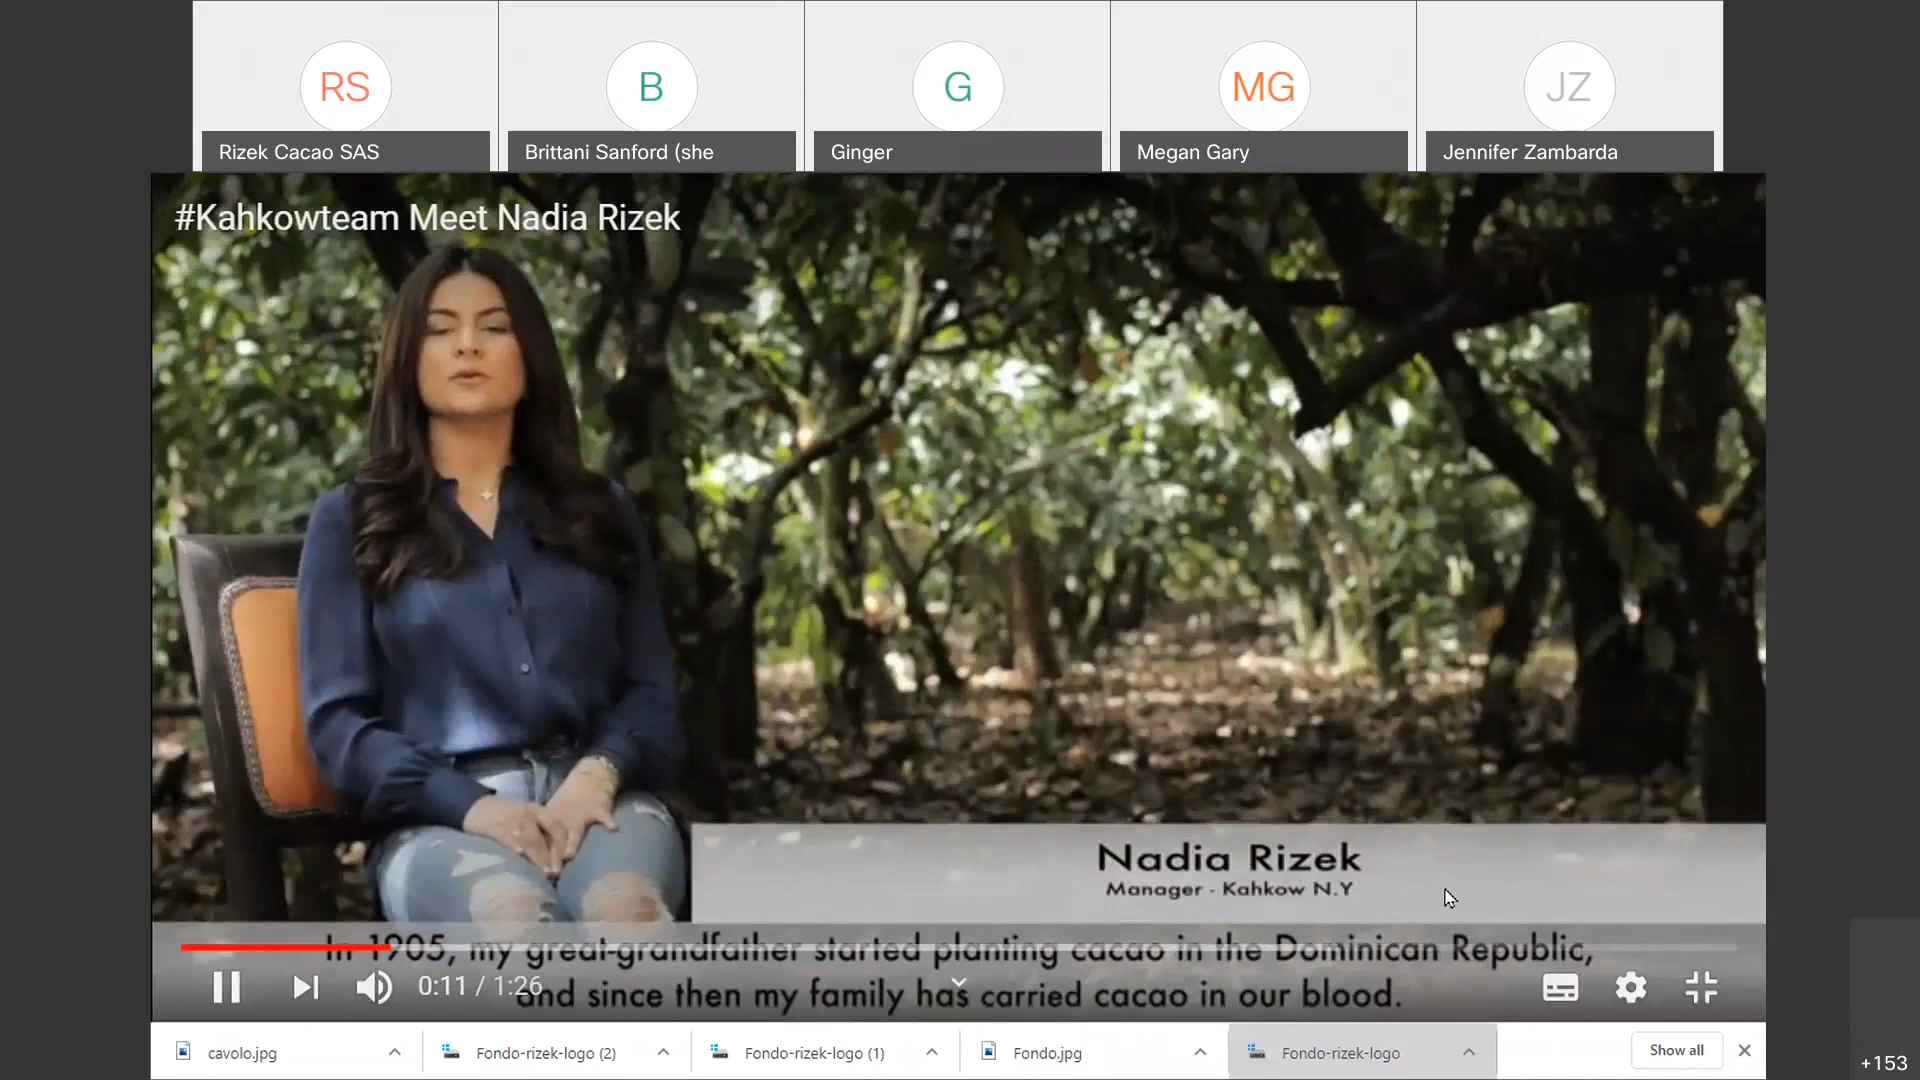 RS
B
G
MG
JZ
Rizek Cacao SAS
Brittani Sanford (she
Ginger
Megan Gary
Jennifer Zambarda
#Kahkowteam Meet Nadia Rizek
Nadia Rizek
Manager - Kahkow N.Y
In 1905, my great-grandfather started planting cacao in the Dominican Republic,
and since then my family has carried cacao in our blood.
0:11 / 1:26
cavolo.jpg
Fondo-rizek-logo (2)
Fondo-rizek-logo (1)
Fondo.jpg
Fondo-rizek-logo
Show all
+153